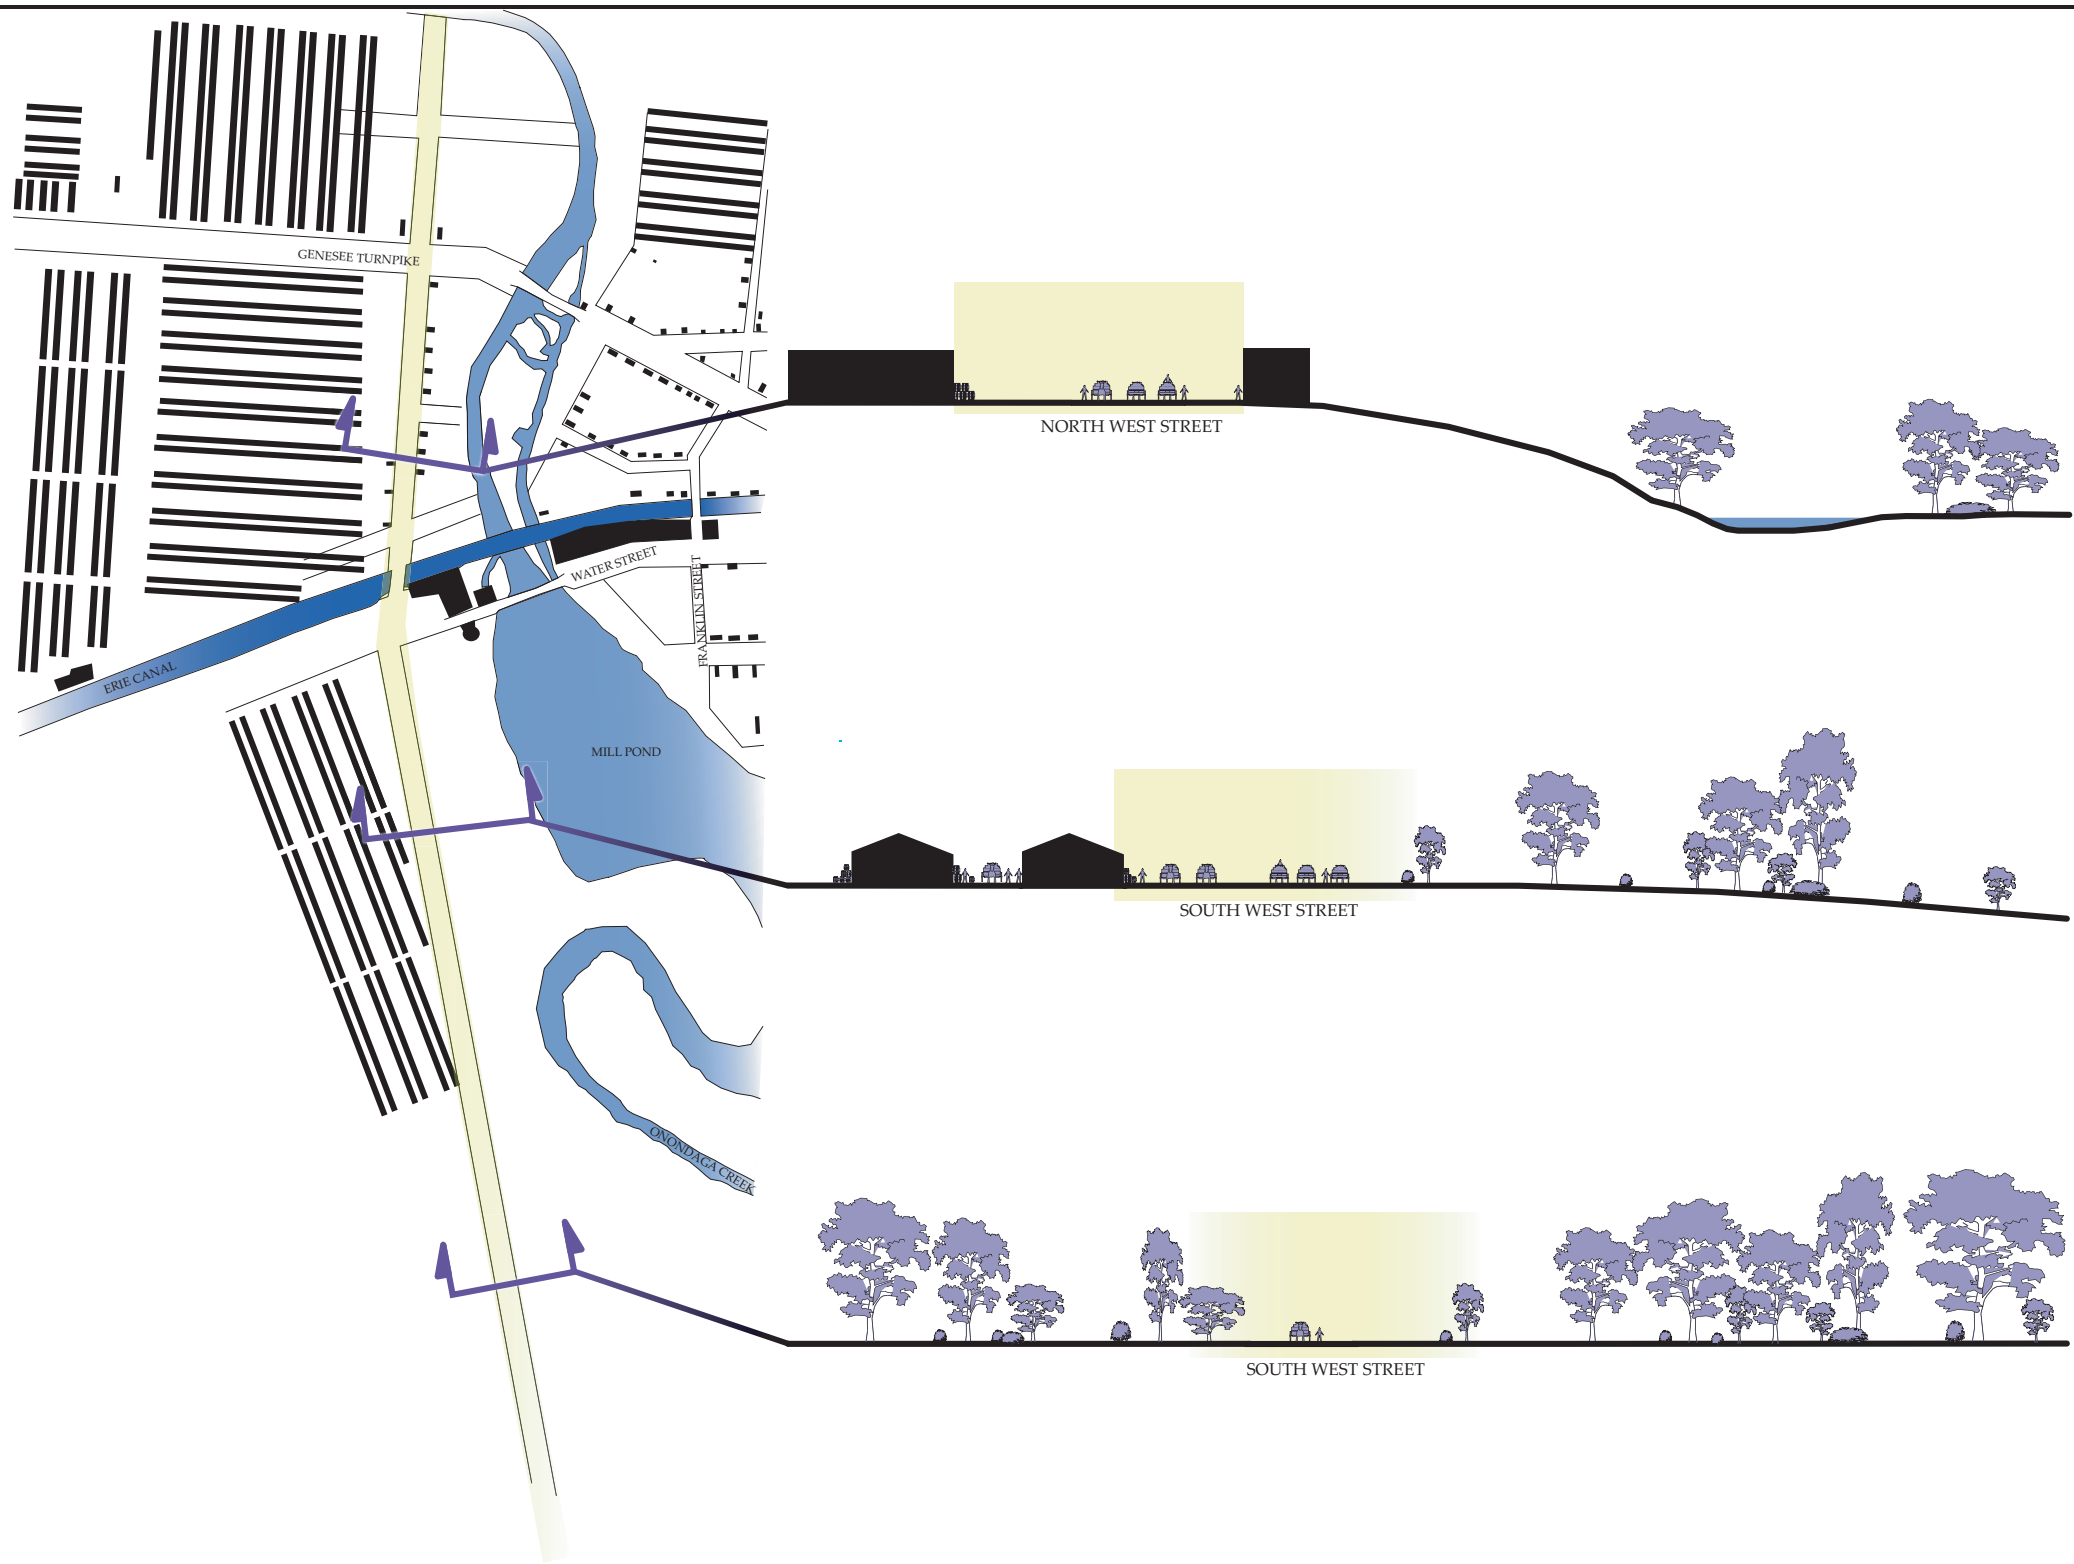 GENESEE TURNPIKE
NORTH WEST STREET
WATER STREET
FRANKLIN STREET
ERIE CANAL
MILL POND
SOUTH WEST STREET
ONONDAGA CREEK
SOUTH WEST STREET